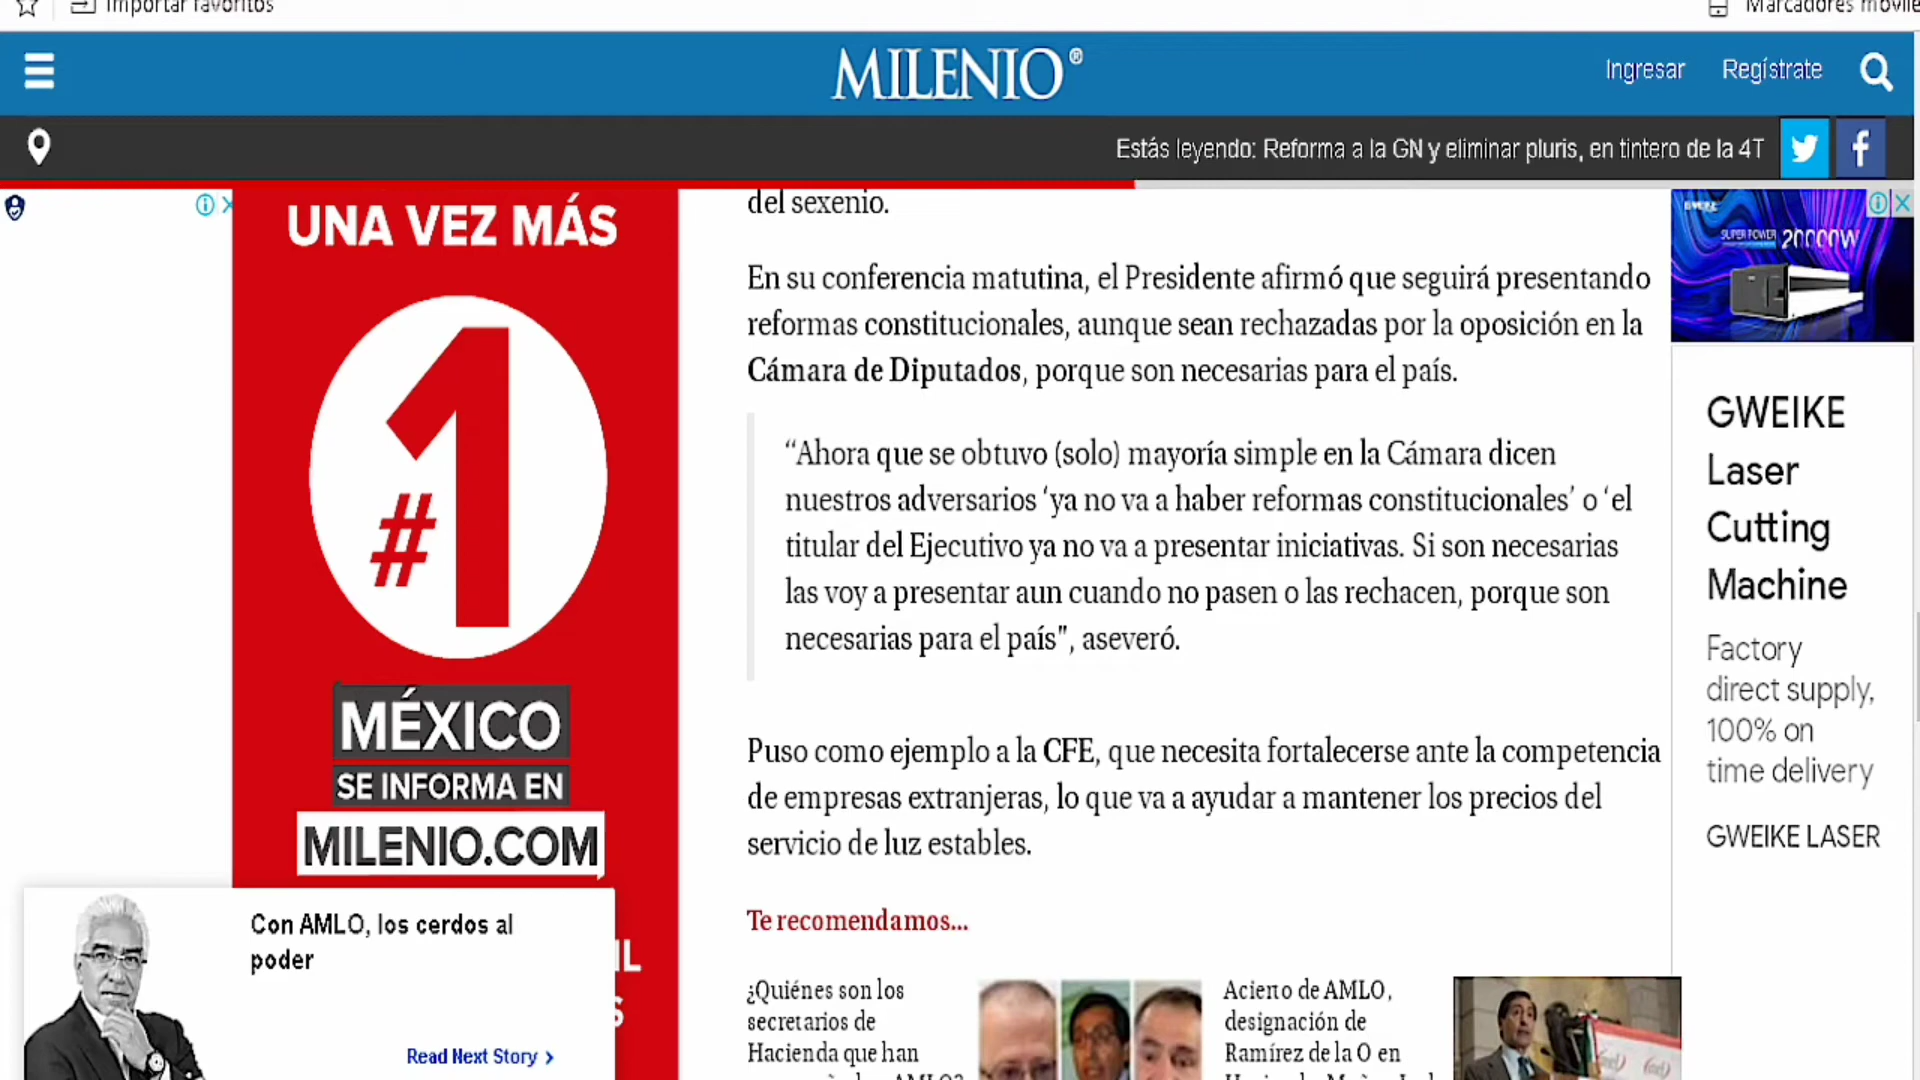 Importar favoritos
Marcadores móvile
MILENIO®
Ingresar
Regístrate
Estás leyendo: Reforma a la GN y eliminar pluris, en tintero de la 4T
UNA VEZ MÁS
#1
MÉXICO
SE INFORMA EN
MILENIO.COM
IL
S
del sexenio.
En su conferencia matutina, el Presidente afirmó que seguirá presentando
reformas constitucionales, aunque sean rechazadas por la oposición en la
Cámara de Diputados, porque son necesarias para el país.
“Ahora que se obtuvo (solo) mayoría simple en la Cámara dicen
nuestros adversarios ‘ya no va a haber reformas constitucionales’ o ‘el
titular del Ejecutivo ya no va a presentar iniciativas. Si son necesarias
las voy a presentar aun cuando no pasen o las rechacen, porque son
necesarias para el país", aseveró.
Puso como ejemplo a la CFE, que necesita fortalecerse ante la competencia
de empresas extranjeras, lo que va a ayudar a mantener los precios del
servicio de luz estables.
Te recomendamos...
¿Quiénes son los
secretarios de
Hacienda que han
Acierto de AMLO,
designación de
Ramírez de la O en
GWEIKE
SUPER POWER 20000W
GWEIKE
Laser
Cutting
Machine
Factory
direct supply,
100% on
time delivery
GWEIKE LASER
Con AMLO, los cerdos al
poder
Read Next Story